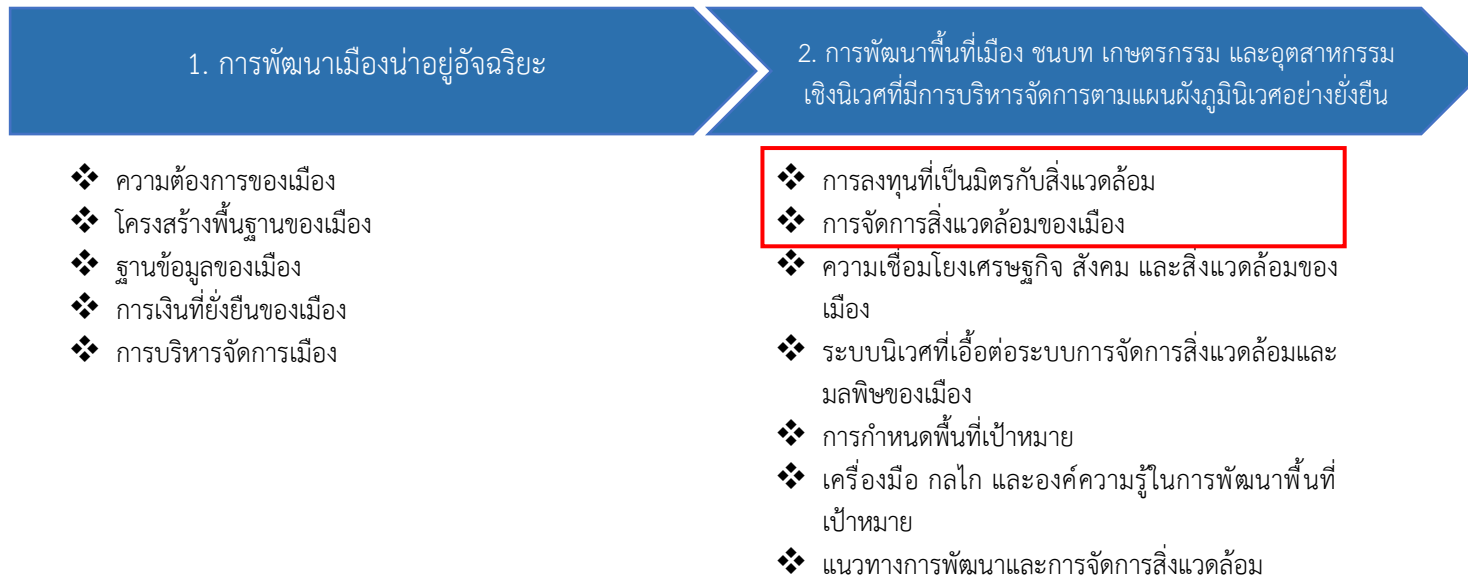 1. การพัฒนาเมืองน่าอยู่อัจฉริยะ
2. การพัฒนาพื้นที่เมือง ชนบท เกษตรกรรม และอุตสาหกรรม
เชิงนิเวศที่มีการบริหารจัดการตามแผนผังภูมินิเวศอย่างยั่งยืน
❖ ความต้องการของเมือง
❖ โครงสร้างพื้นฐานของเมือง
❖ ฐานข้อมูลของเมือง
❖ การเงินที่ยั่งยืนของเมือง
❖ การบริหารจัดการเมือง
❖ การลงทุนที่เป็นมิตรกับสิ่งแวดล้อม
❖ การจัดการสิ่งแวดล้อมของเมือง
❖ ความเชื่อมโยงเศรษฐกิจ สังคม และสิ่งแวดล้อมของ
เมือง
❖ ระบบนิเวศที่เอื้อต่อระบบการจัดการสิ่งแวดล้อมและ
มลพิษของเมือง
❖ การกำหนดพื้นที่เป้าหมาย
❖ เครื่องมือ กลไก และองค์ความรู้ในการพัฒนาพื้นที่
เป้าหมาย
❖ แนวทางการพัฒนาและการจัดการสิ่งแวดล้อม